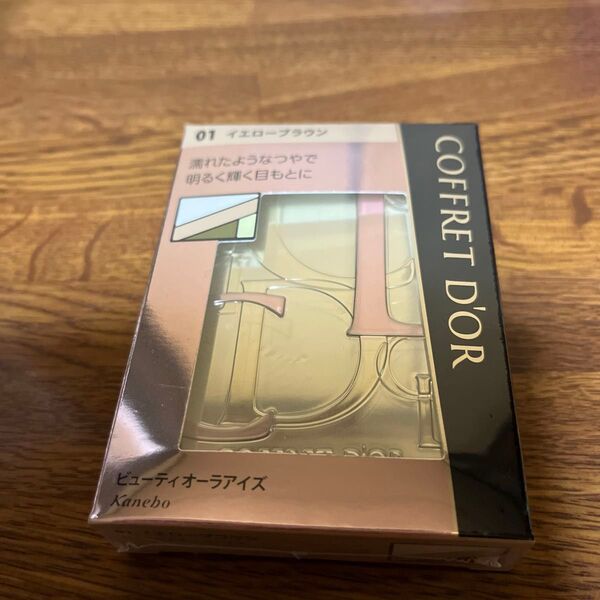 01 イエローブラウン
濡れたようなつやで
明るく輝く目もとに
COFFRET D'OR
ビューティオーラアイズ
Kanebo